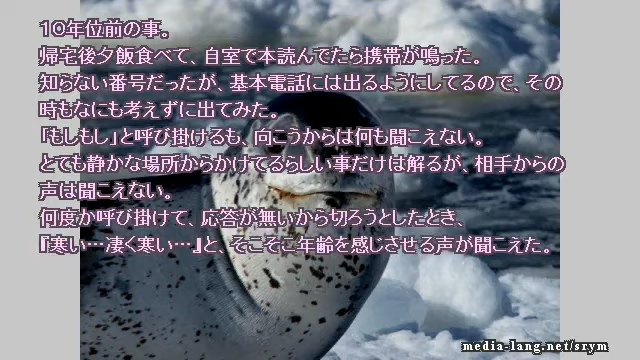 １０年位前の事。
帰宅後夕飯食べて、自室で本読んでたら携帯が鳴った。
知らない番号だったが、基本電話には出るようにしてるので、その
時もなにも考えずに出てみた。
「もしもし」と呼び掛けるも、向こうからは何も聞こえない。
とても静かな場所からかけてるらしい事だけは解るが、相手からの
声は聞こえない。
何度か呼び掛けて、応答が無いから切ろうとしたとき、
『寒い…凄く寒い…』と、そこそこ年齢を感じさせる声が聞こえた。
media-lang.net/srym